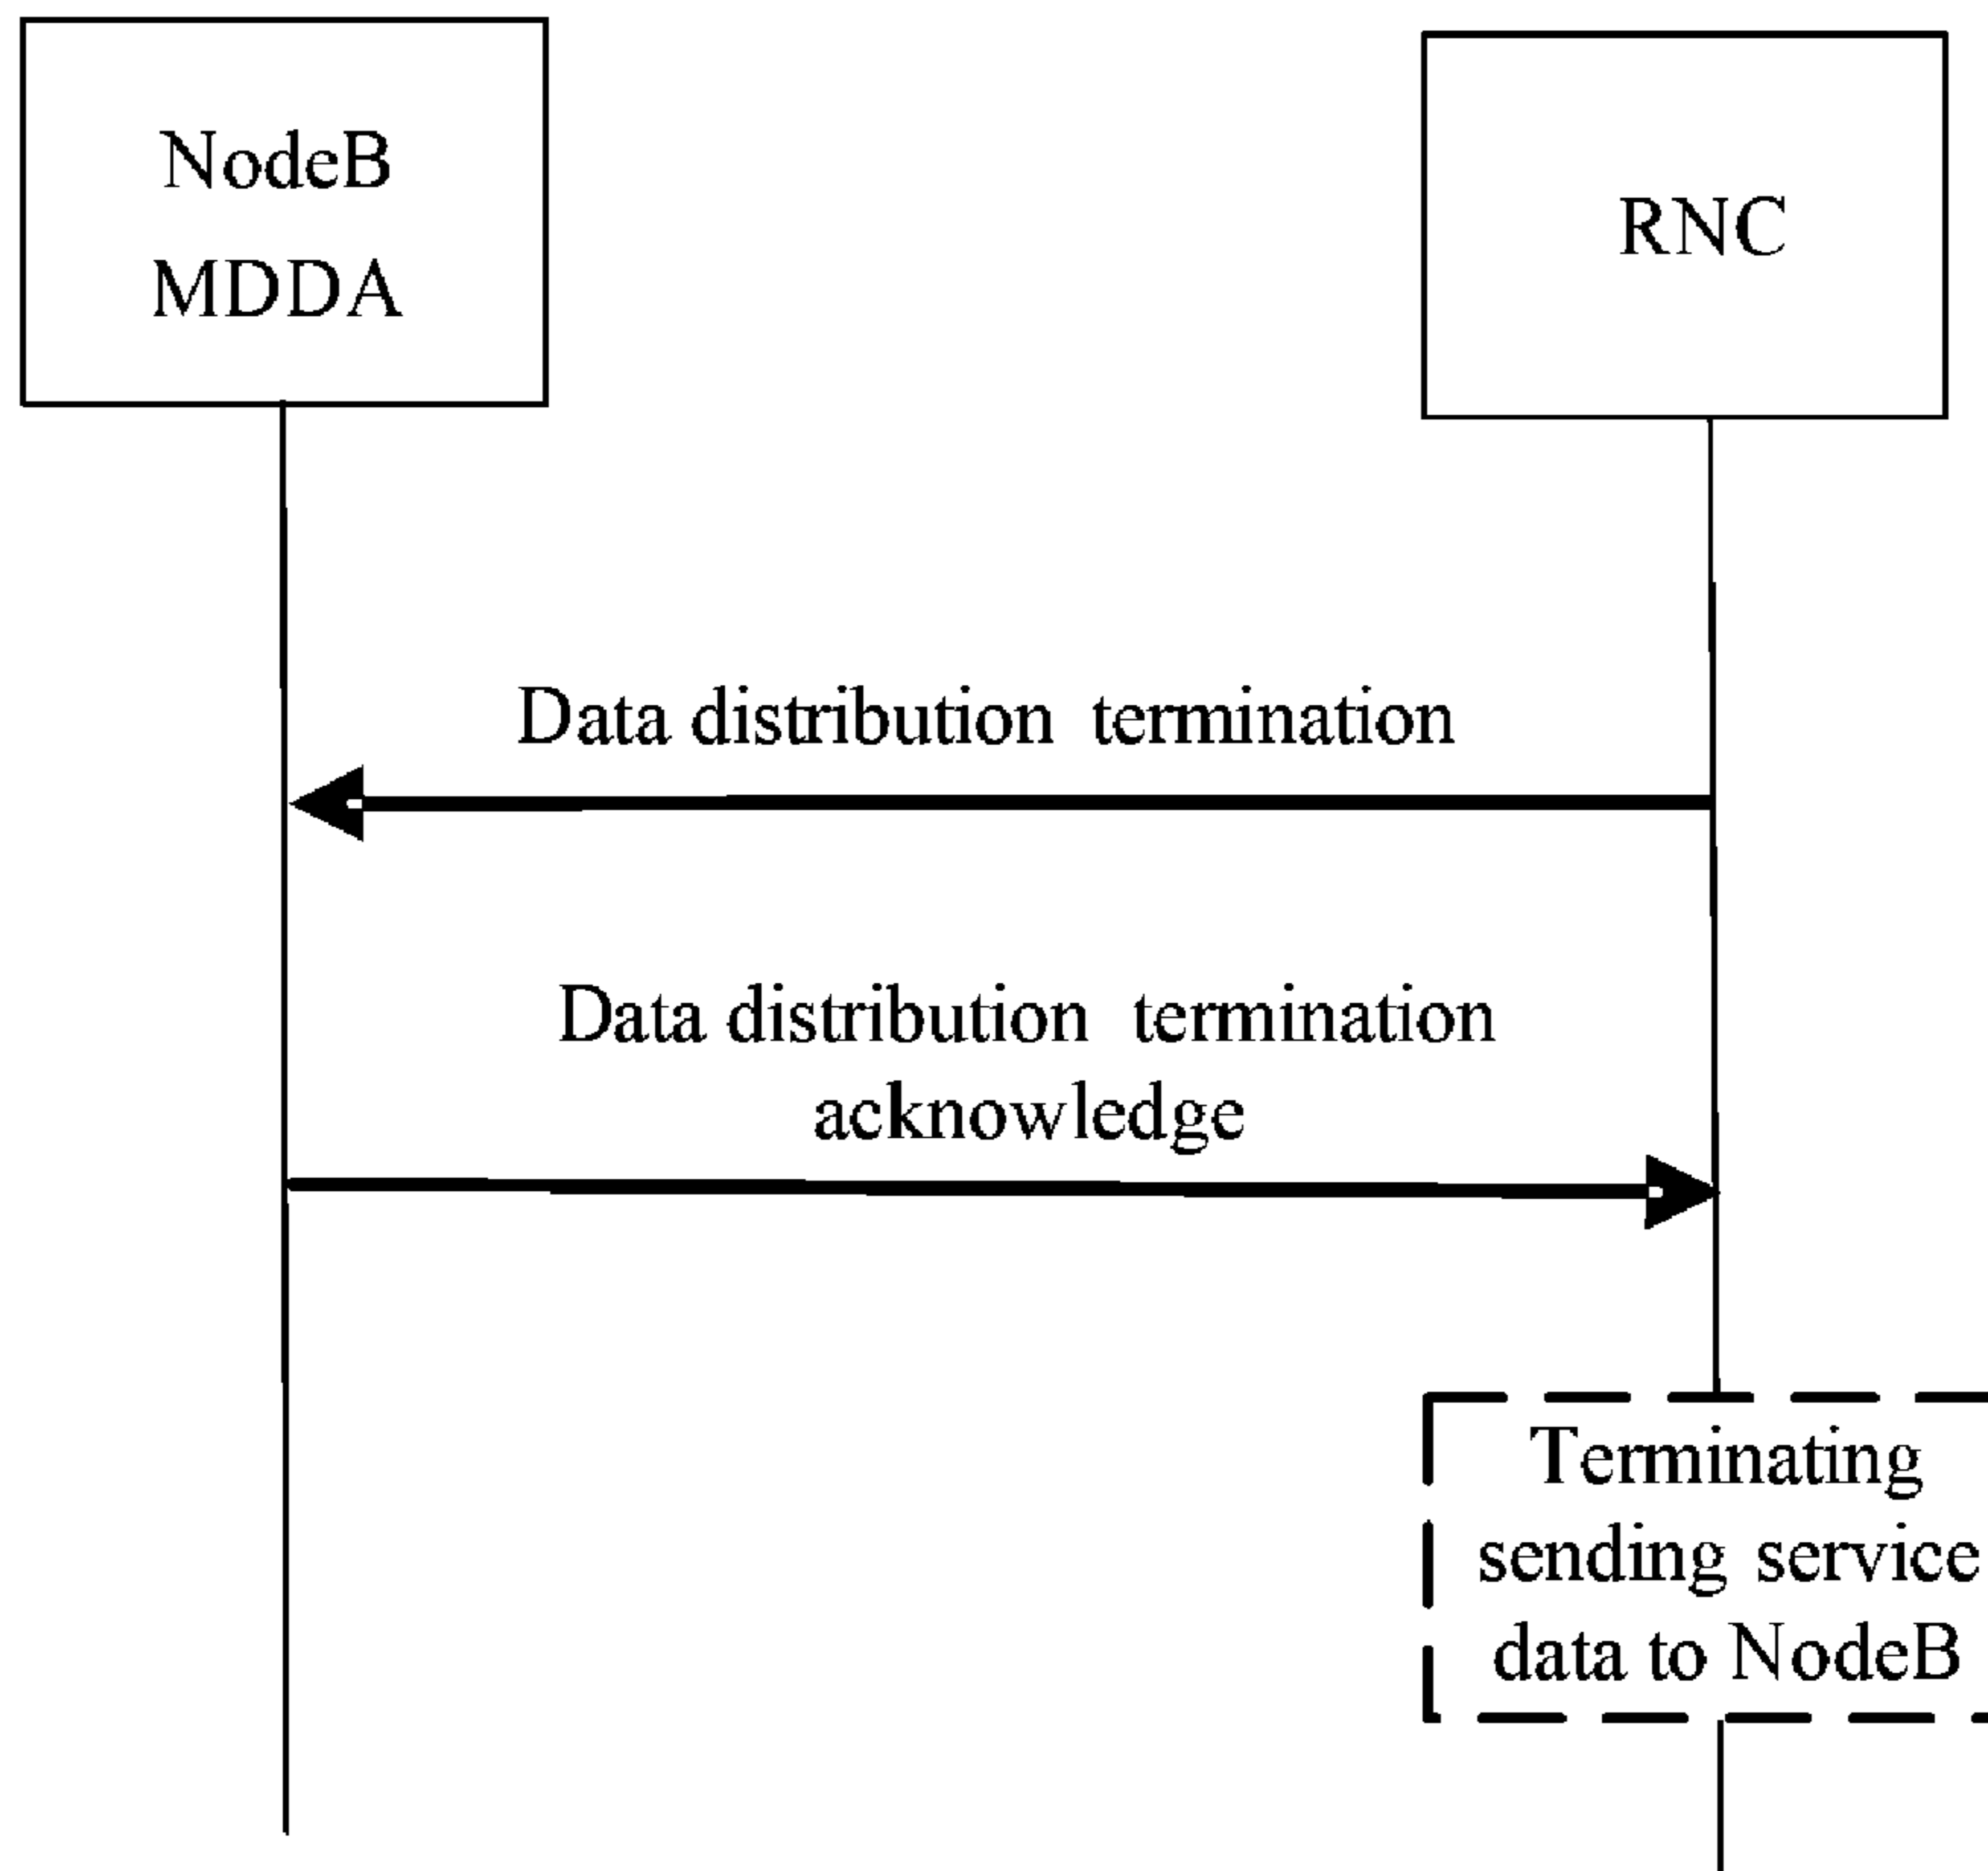 NodeB
MDDA
RNC
Data distribution termination
Data distribution termination
acknowledge
Terminating
sending service
data to NodeB